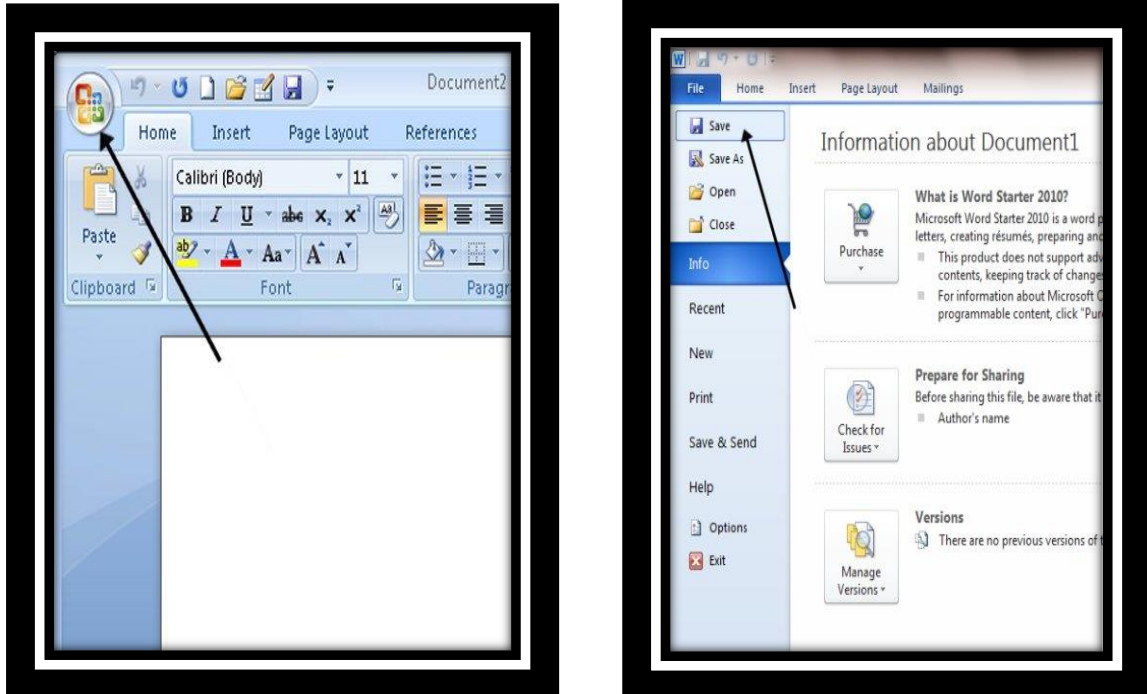 Document2
Home Insert Page Layout References
Calibri (Body) 11
B I U abc X₂ X² Aa
Paste
ab A Aa A A
Clipboard Font Paragr
W
File Home Insert Page Layout Mailings
Save
Save As
Open
Close
Info
Recent
New
Print
Save & Send
Help
Options
Exit
Information about Document1
Purchase
What is Word Starter 2010?
Microsoft Word Starter 2010 is a word p
letters, creating résumés, preparing and
This product does not support adv
contents, keeping track of change
For information about Microsoft O
programmable content, click "Pur
Check for
Issues
Prepare for Sharing
Before sharing this file, be aware that it
Author's name
Manage
Versions
Versions
There are no previous versions of t